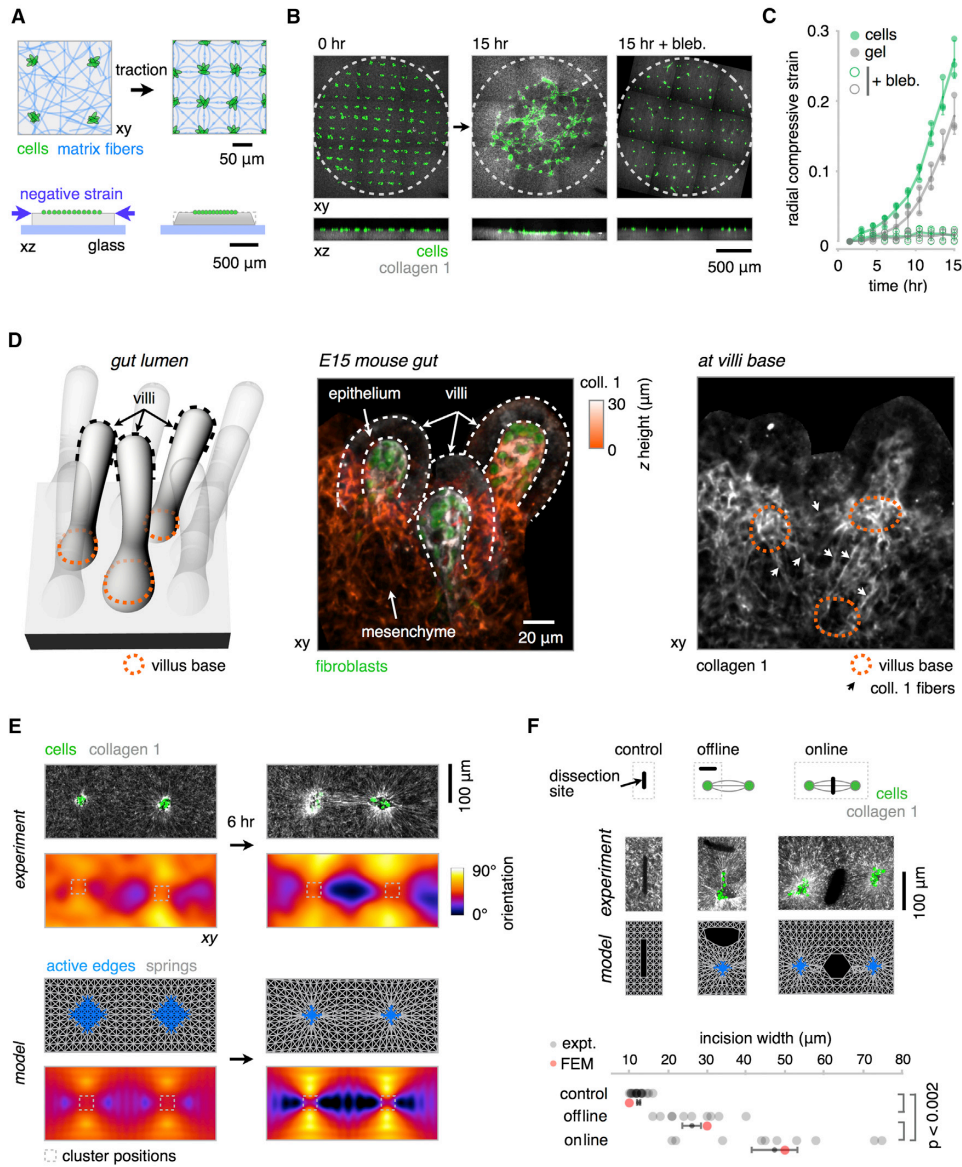 A
traction
xy
cells matrix fibers
50 µm
negative strain
xz
glass
500 µm
B
0 hr
15 hr
15 hr + bleb.
xy
xz
cells
collagen 1
500 µm
C
cells
gel
+ bleb.
radial compressive strain
0.3
0.2
0.1
0
0
5
10
15
time (hr)
D
gut lumen
villi
villus base
E15 mouse gut
epithelium
villi
coll. 1
30
0
z height (µm)
mesenchyme
20 µm
xy
fibroblasts
at villi base
xy
collagen 1
villus base
coll. 1 fibers
E
cells collagen 1
experiment
6 hr
100 µm
90°
0°
orientation
xy
active edges springs
model
cluster positions
F
control
offline
online
dissection
site
cells
collagen 1
experiment
100 µm
model
incision width (µm)
expt.
FEM
10 20 30 40 50 60 70 80
control
offline
online
p < 0.002